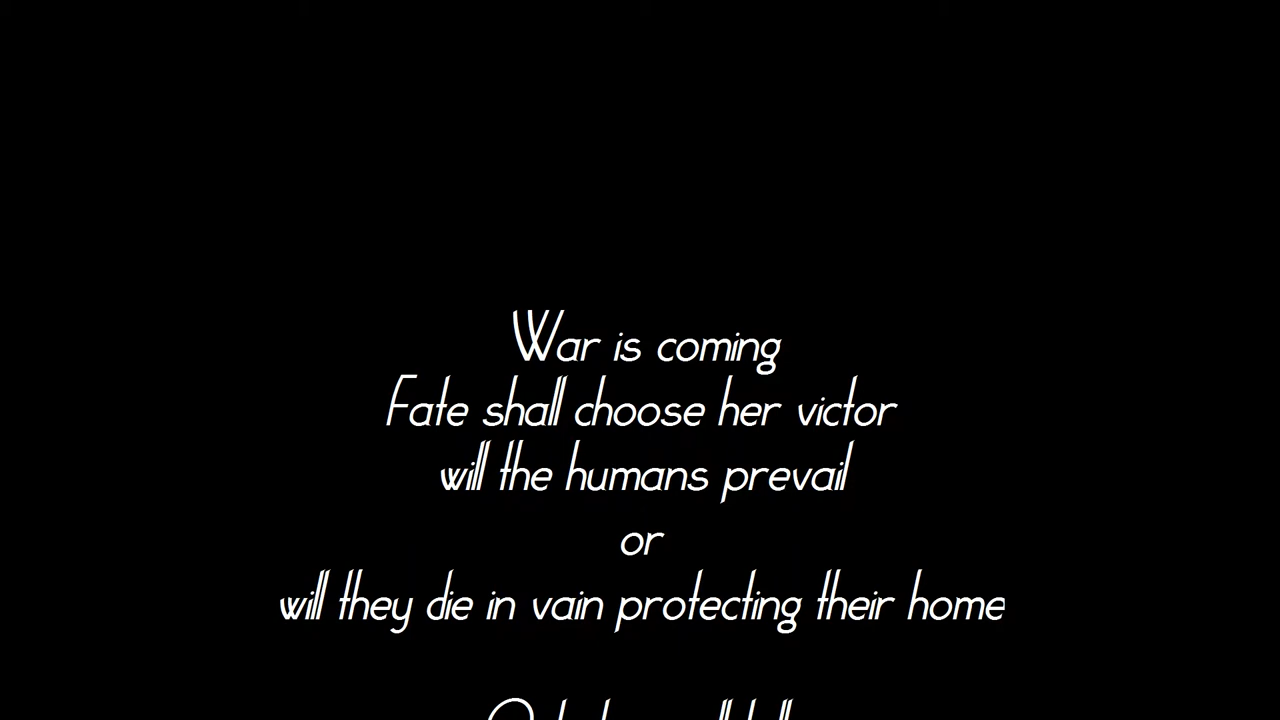 War is coming
Fate shall choose her victor
will the humans prevail
or
will they die in vain protecting their home